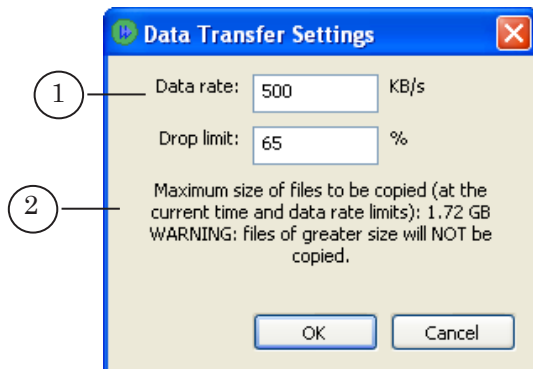 Data Transfer Settings
1
Data rate: 500 KB/s
Drop limit: 65 %
2
Maximum size of files to be copied (at the
current time and data rate limits): 1.72 GB
WARNING: files of greater size will NOT be
copied.
OK Cancel